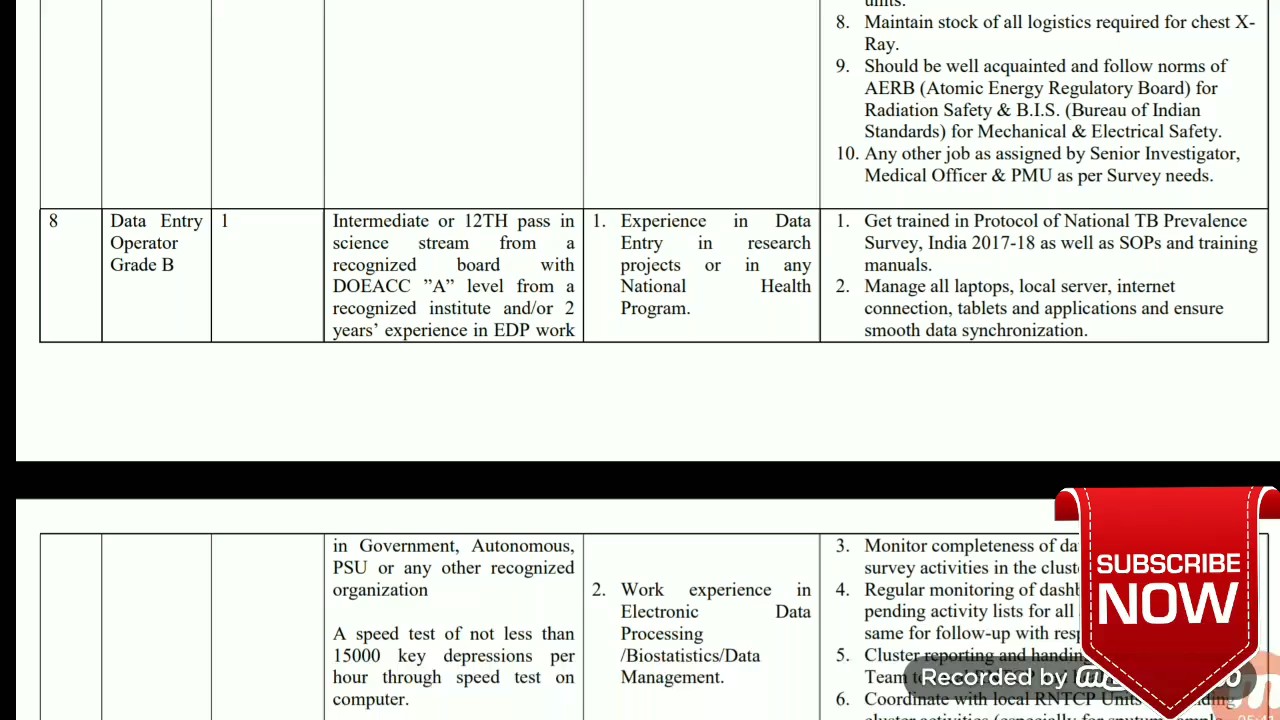 units.
8. Maintain stock of all logistics required for chest X-
Ray.
9. Should be well acquainted and follow norms of
AERB (Atomic Energy Regulatory Board) for
Radiation Safety & B.I.S. (Bureau of Indian
Standards) for Mechanical & Electrical Safety.
10. Any other job as assigned by Senior Investigator,
Medical Officer & PMU as per Survey needs.
8
Data Entry
Operator
Grade B
1
Intermediate or 12TH pass in
science stream from a
recognized board with
DOEACC ”A” level from a
recognized institute and/or 2
years’ experience in EDP work
1. Experience in Data
Entry in research
projects or in any
National Health
Program.
1. Get trained in Protocol of National TB Prevalence
Survey, India 2017-18 as well as SOPs and training
manuals.
2. Manage all laptops, local server, internet
connection, tablets and applications and ensure
smooth data synchronization.
in Government, Autonomous,
PSU or any other recognized
organization
A speed test of not less than
15000 key depressions per
hour through speed test on
computer.
2. Work experience in
Electronic Data
Processing
/Biostatistics/Data
Management.
3. Monitor completeness of
survey activities in the
4. Regular monitoring of
pending activity lists for all
same for follow-up with
5. Cluster reporting and
Team
6. Coordinate with local RNTCP Units
cluster activities (especially for
SUBSCRIBE
NOW
Recorded by